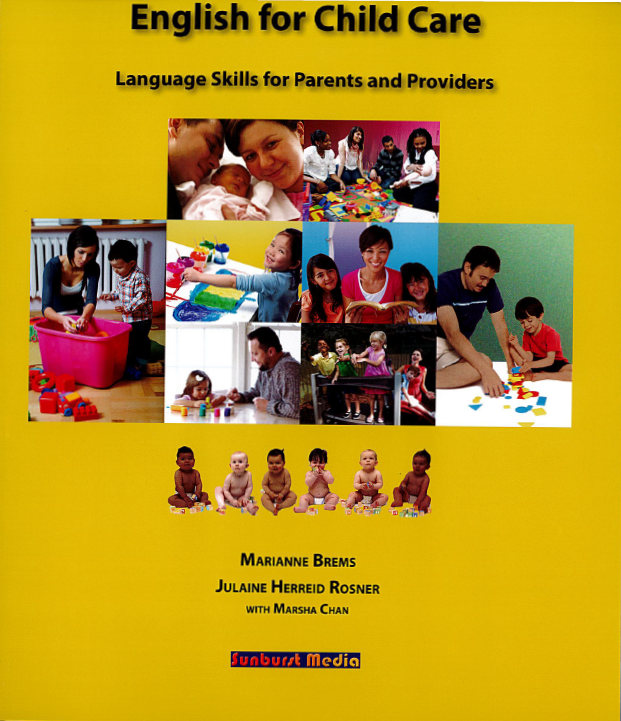 English for Child Care
Language Skills for Parents and Providers
MARIANNE BREMS
JULAINE HERREID ROSNER
WITH MARSHA CHAN
Sunburst Media